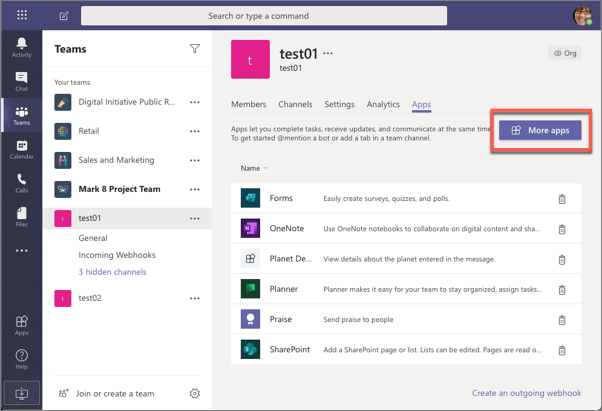 Search or type a command
Activity
Chat
Teams
Calendar
Calls
Files
Apps
Help
Teams
Your teams
Digital Initiative Public R...
Retail
Sales and Marketing
Mark 8 Project Team
t test01
General
Incoming Webhooks
3 hidden channels
t test02
Join or create a team
t
test01
test01
Org
Members Channels Settings Analytics Apps
Apps let you complete tasks, receive updates, and communicate at the same time
To get started @mention a bot or add a tab in a team channel.
More apps
Name
Forms Easily create surveys, quizzes, and polls.
OneNote Use OneNote notebooks to collaborate on digital content and sha...
Planet De... View details about the planet entered in the message.
Planner Planner makes it easy for your team to stay organized, assign tasks...
Praise Send praise to people
SharePoint Add a SharePoint page or list. Lists can be edited. Pages are read o...
Create an outgoing webhook